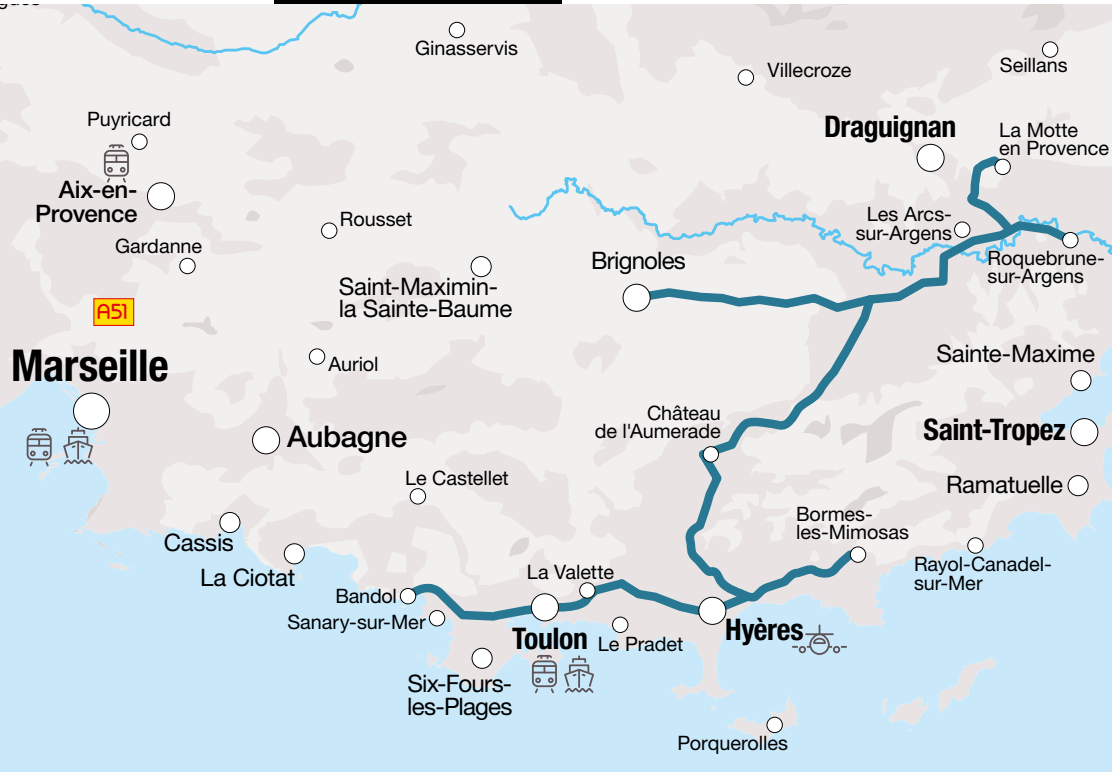 Ginasservis
Villecroze
Seillans
Puyricard
Draguignan
La Motte
en Provence
Aix-en-
Provence
Rousset
Les Arcs-
sur-Argens
Gardanne
Brignoles
Roquebrune-
sur-Argens
Saint-Maximin-
la Sainte-Baume
A51
Marseille
Auriol
Sainte-Maxime
Château
de l'Aumerade
Saint-Tropez
Aubagne
Le Castellet
Ramatuelle
Bormes-
les-Mimosas
Cassis
La Ciotat
Rayol-Canadel-
sur-Mer
La Valette
Bandol
Sanary-sur-Mer
Toulon
Le Pradet
Hyères
Six-Fours-
les-Plages
Porquerolles